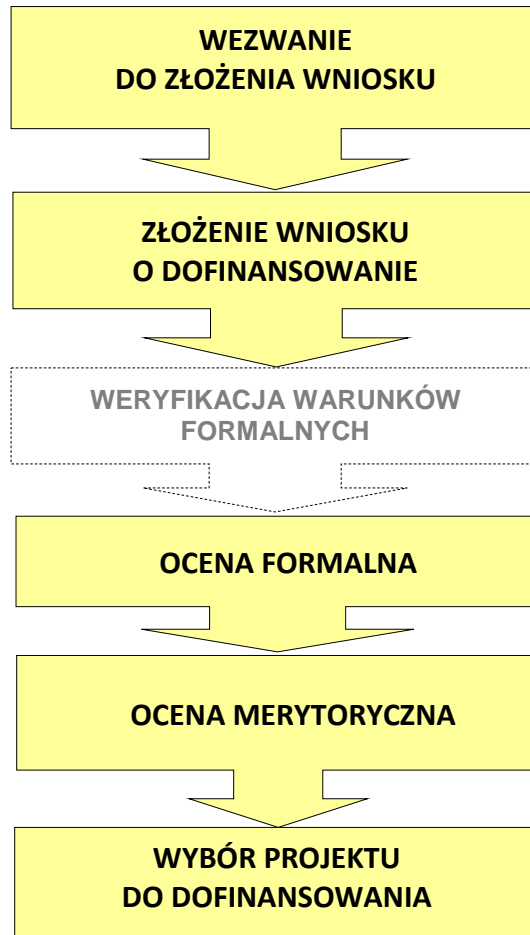 WEZWANIE
DO ZŁOŻENIA WNIOSKU
ZŁOŻENIE WNIOSKU
O DOFINANSOWANIE
WERYFIKACJA WARUNKÓW
FORMALNYCH
OCENA FORMALNA
OCENA MERYTORYCZNA
WYBÓR PROJEKTU
DO DOFINANSOWANIA